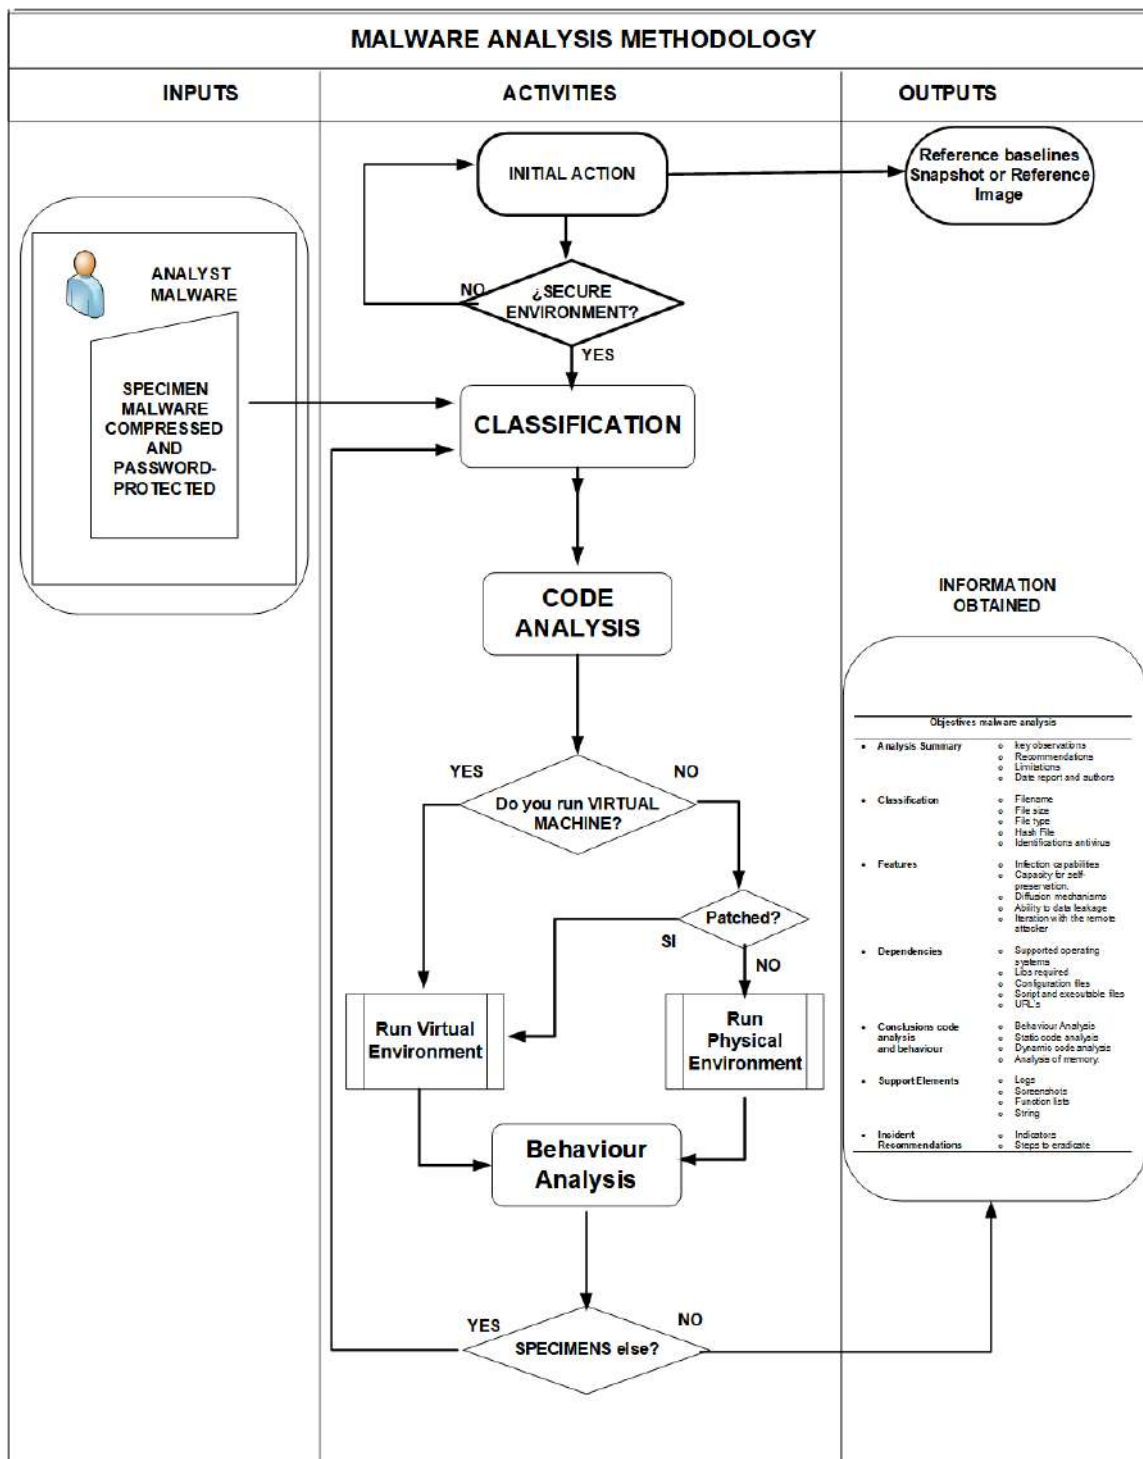 MALWARE ANALYSIS METHODOLOGY
INPUTS
ACTIVITIES
OUTPUTS
INITIAL ACTION
Reference baselines
Snapshot or Reference
Image
ANALYST
MALWARE
SPECIMEN
MALWARE
COMPRESSED
AND
PASSWORD-
PROTECTED
NO
¿SECURE
ENVIRONMENT?
YES
CLASSIFICATION
CODE
ANALYSIS
YES
NO
Do you run VIRTUAL
MACHINE?
Patched?
SI
NO
Run Virtual
Environment
Run
Physical
Environment
Behaviour
Analysis
YES
NO
SPECIMENS else?
INFORMATION
OBTAINED
Objectives malware analysis
• Analysis Summary
o key observations
o Recommendations
o Limitations
o Date report and authors
• Classification
o Filename
o File size
o File type
o Hash File
o Identifications antivirus
• Features
o Infection capabilities
o Capacity for self-
preservation.
o Diffusion mechanisms
o Ability to data leakage
o Iteration with the remote
attacker
• Dependencies
o Supported operating
systems
o Libs required
o Configuration files
o Script and executable files
o URL's
• Conclusions code
analysis
and behaviour
o Behaviour Analysis
o Static code analysis
o Dynamic code analysis
o Analysis of memory.
• Support Elements
o Logs
o Screenshots
o Function lists
o String
• Incident
Recommendations
o Indicators
o Steps to eradicate